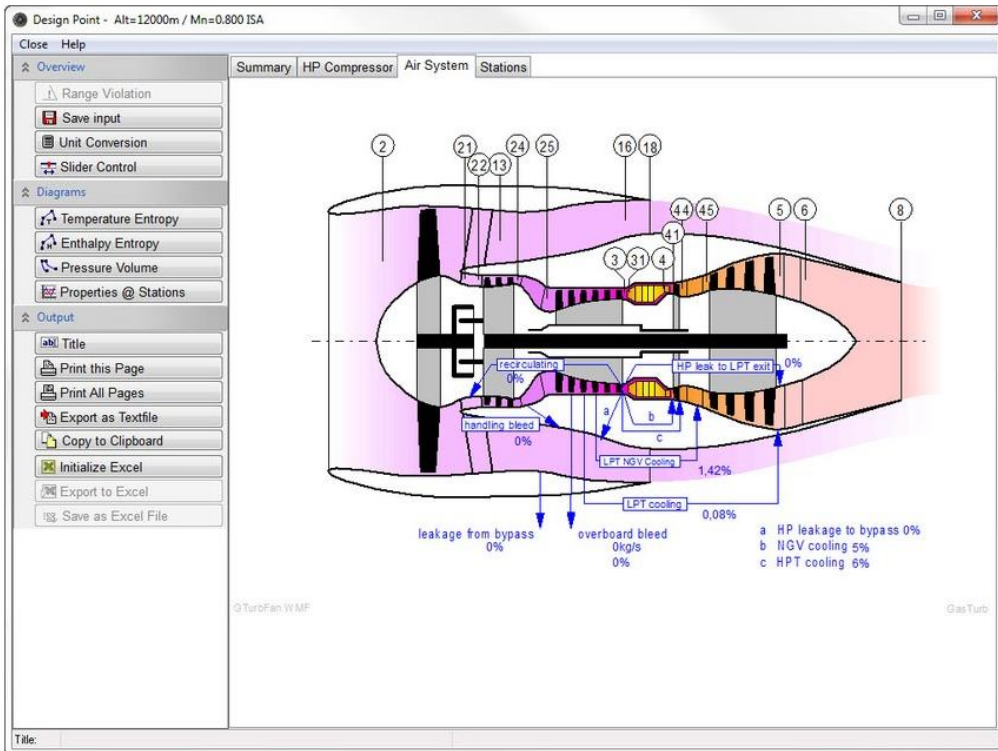 Design Point - Alt=12000m / Mn=0.800 ISA
Close Help
Overview
Range Violation
Save input
Unit Conversion
Slider Control
Diagrams
Temperature Entropy
Enthalpy Entropy
Pressure Volume
Properties @ Stations
Output
Title
Print this Page
Print All Pages
Export as Textfile
Copy to Clipboard
Initialize Excel
Export to Excel
Save as Excel File
Summary HP Compressor Air System Stations
2 21 22 13 24 25 16 18
44 45 5 6 8
41
3 31 4
recirculating
0%
HP leak to LPT exit
0%
a
b
c
handling bleed
0%
LPT NGV Cooling
1,42%
LPT cooling
0,08%
leakage from bypass
0%
overboard bleed
0kg/s
0%
a HP leakage to bypass 0%
b NGV cooling 5%
c HPT cooling 6%
GTurbFan WMF
GasTurb
Title: